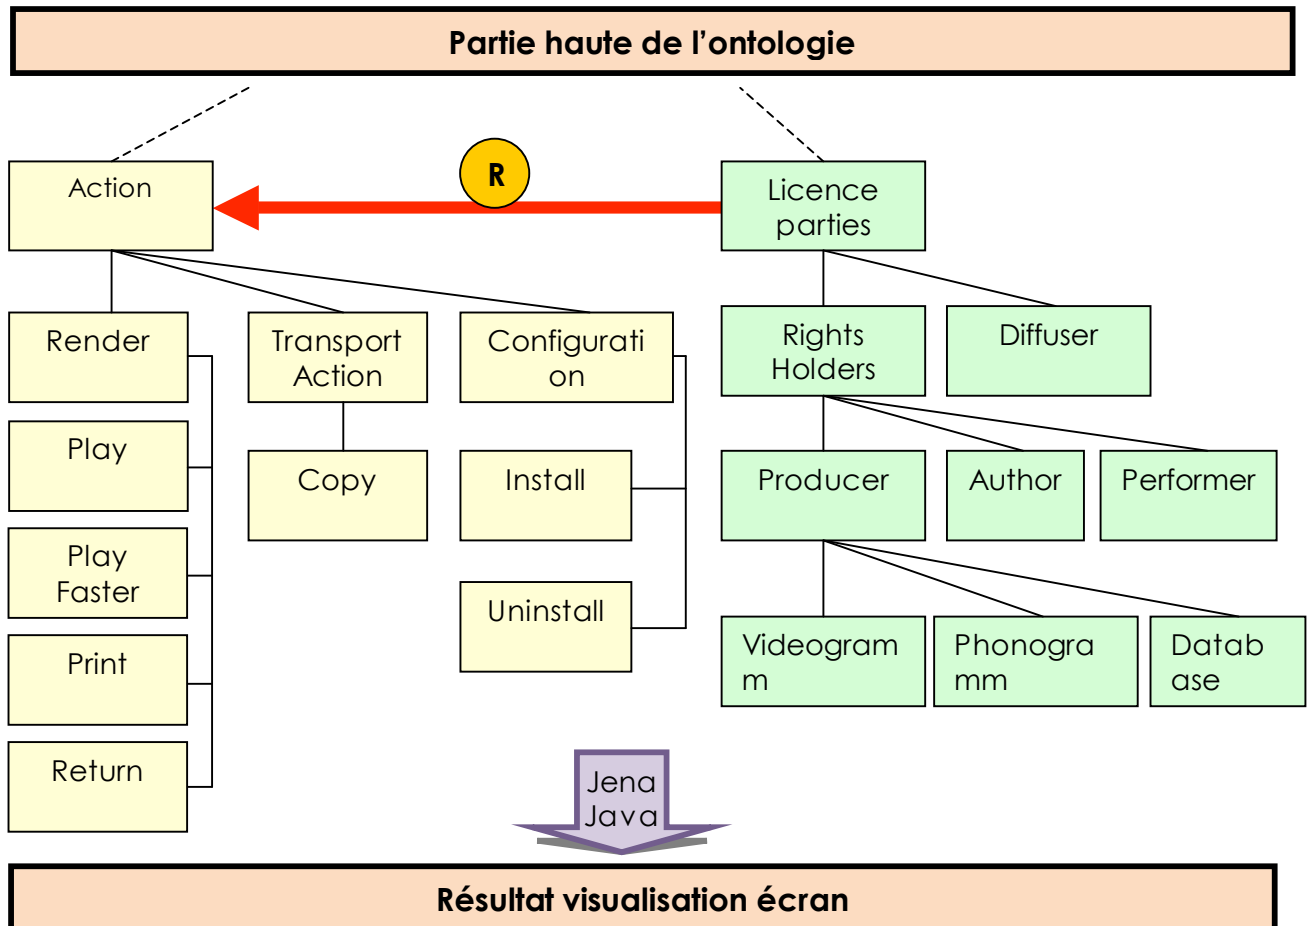 Partie haute de l’ontologie
R
Action
Licence
parties
Render
Transport
Action
Configurati
on
Rights
Holders
Diffuser
Play
Copy
Install
Producer
Author
Performer
Play
Faster
Uninstall
Print
Videogram
m
Phonogra
mm
Datab
ase
Return
Jena
Java
Résultat visualisation écran